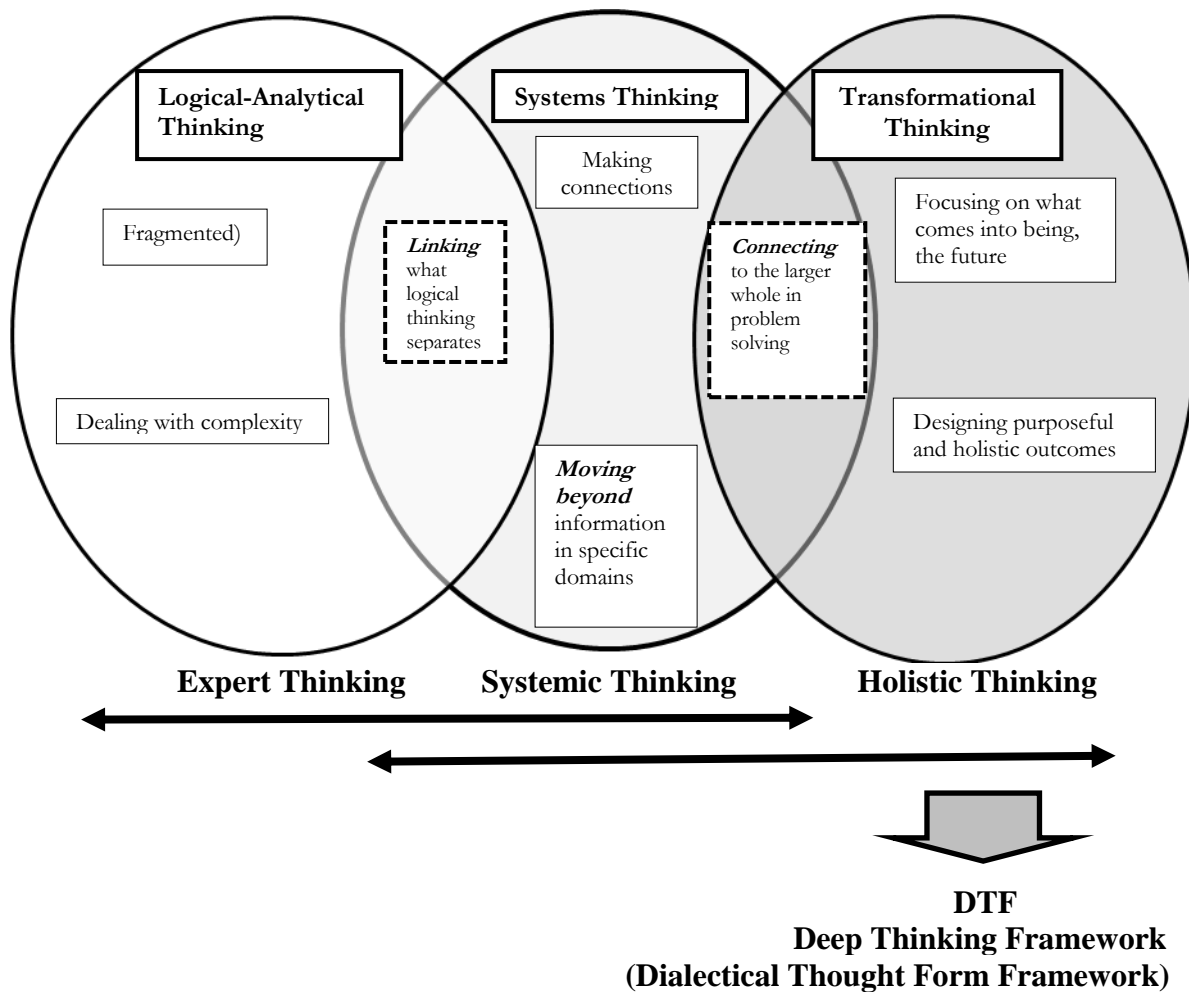 Logical-Analytical
Thinking
Systems Thinking
Transformational
Thinking
Making
connections
Focusing on what
comes into being,
the future
Fragmented)
Linking
what
logical
thinking
separates
Connecting
to the larger
whole in
problem
solving
Dealing with complexity
Designing purposeful
and holistic outcomes
Moving
beyond
information
in specific
domains
Expert Thinking
Systemic Thinking
Holistic Thinking
DTF
Deep Thinking Framework
(Dialectical Thought Form Framework)